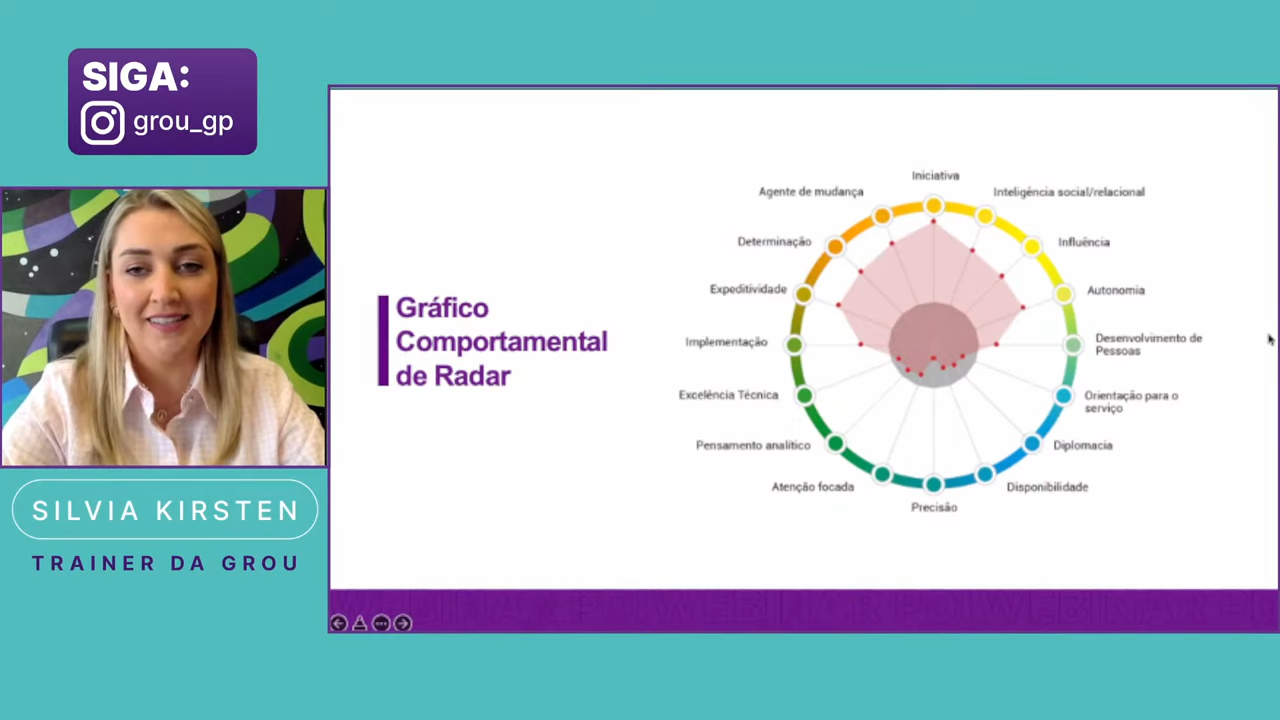 SIGA:
grou_gp
SILVIA KIRSTEN
TRAINER DA GROU
Gráfico
Comportamental
de Radar
Iniciativa
Agente de mudança
Inteligência social/relacional
Determinação
Influência
Expeditividade
Autonomia
Implementação
Desenvolvimento de
Pessoas
Excelência Técnica
Orientação para o
serviço
Pensamento analítico
Diplomacia
Atenção focada
Disponibilidade
Precisão